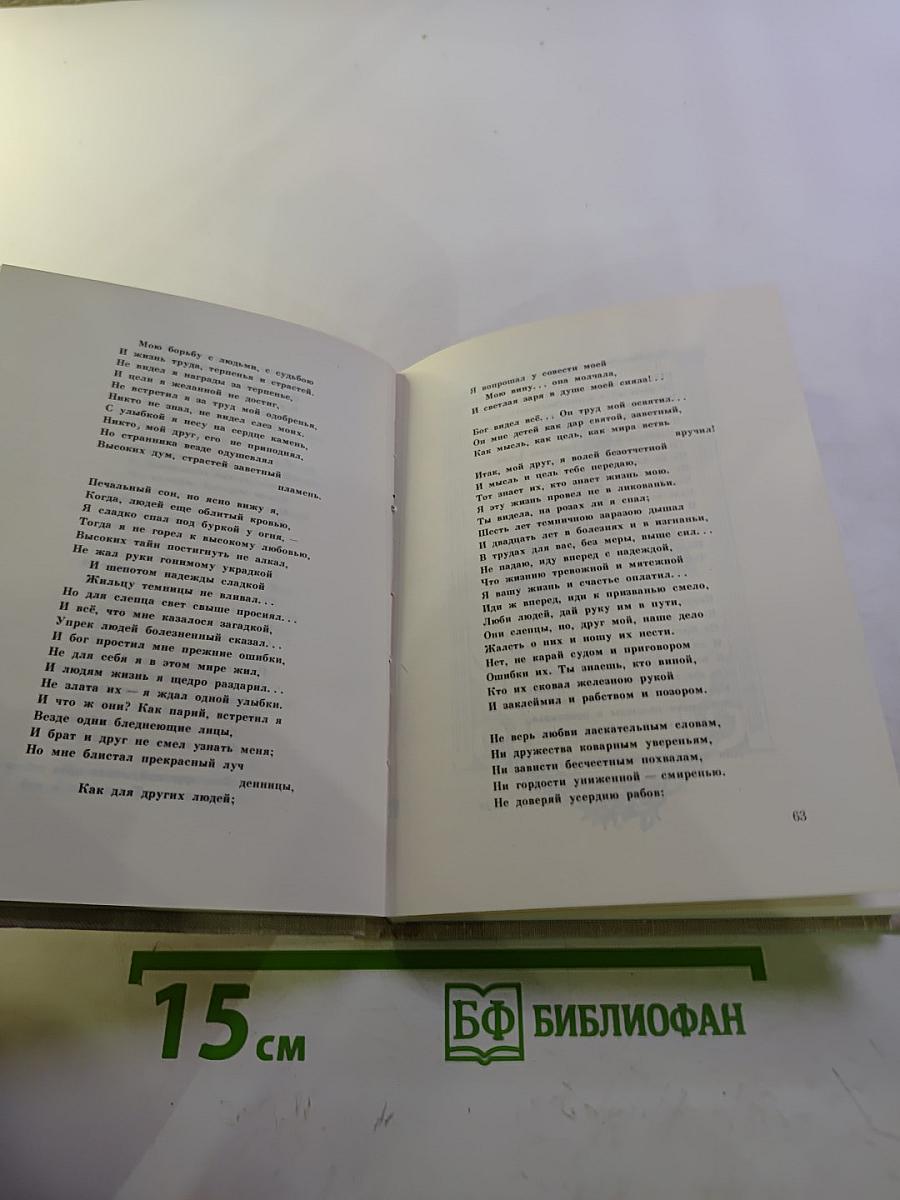 Мою борьбу с людьми, с судьбою
И жизнь труда, терпенья и страстей.
Не видел я награды за терпенье,
И цели я желанной не достиг,
Не встретил я за труд мой одобренья,
Никто не знал, не видел слез моих.
С улыбкой я несу на сердце камень,
Никто, мой друг, его не приподнял,
Но странника везде одушевлял
Высоких дум, страстей заветный
пламень.
Печальный сон, но ясно вижу я,
Когда, людей еще облитый кровью,
Я сладко спал под буркой у огня, —
Тогда я не горел к высокому любовью,
Высоких тайн постигнуть не алкал,
Не жал руки гонимому украдкой
И шепотом надежды сладкой
Жильцу темницы не вливал...
Но для слепца свет свыше просиял...
И всё, что мне казалося загадкой,
Упрек людей болезненный сказал...
И бог простил мне прежние ошибки,
Не для себя я в этом мире жил,
И людям жизнь я щедро раздарил...
Не злата их — я ждал одной улыбки.
И что ж они? Как парий, встретил я
Везде одни бледнеющие лицы,
И брат и друг не смел узнать меня;
Но мне блистал прекрасный луч
денницы,
Как для других людей;
Я вопрошал у совести моей
Мою вину... она молчала,
И светлая заря в душе моей сияла!..
Бог видел всё... Он труд мой освятил...
Он мне детей как дар святой, заветный,
Как мысль, как цель, как мира ветвь
вручил!
Итак, мой друг, я волей безотчетной
И мысль и цель тебе передаю,
Тот знает их, кто знает жизнь мою.
Я эту жизнь провел не в ликованьи.
Ты видела, на розах ли я спал;
Шесть лет темничною заразою дышал
И двадцать лет в болезнях и в изгнаньи,
В трудах для вас, без меры, выше сил...
Не падаю, иду вперед с надеждой,
Что жизнию тревожной и мятежной
Я вашу жизнь и счастье оплатил...
Иди ж вперед, иди к призванью смело,
Люби людей, дай руку им в пути,
Они слепцы, но, друг мой, наше дело
Жалеть о них и ношу их нести.
Нет, не карай судом и приговором
Ошибки их. Ты знаешь, кто виной,
Кто их сковал железною рукой
И заклеймил и рабством и позором.
Не верь любви ласкательным словам,
Ни дружества коварным увереньям,
Ни зависти бесчестным похвалам,
Ни гордости униженной — смиренью.
Не доверяй усердию рабов:
63
15 см
БФ БИБЛИОФАН